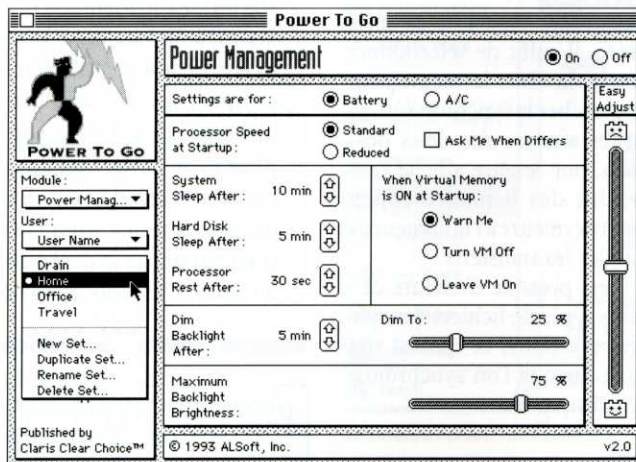 Power To Go
POWER TO GO
Module:
Power Manag...
User:
User Name
Drain
Home
Office
Travel
New Set...
Duplicate Set...
Rename Set...
Delete Set...
Published by
Claris Clear Choice™
Power Management
On
Off
Settings are for:
Battery
A/C
Processor Speed
at Startup:
Standard
Reduced
Ask Me When Differs
System
Sleep After:
10 min
Hard Disk
Sleep After:
5 min
Processor
Rest After:
30 sec
When Virtual Memory
is ON at Startup:
Warn Me
Turn VM Off
Leave VM On
Dim
Backlight
After:
5 min
Dim To:
25 %
Maximum
Backlight
Brightness:
75 %
Easy
Adjust
© 1993 ALSoft, Inc.
v2.0